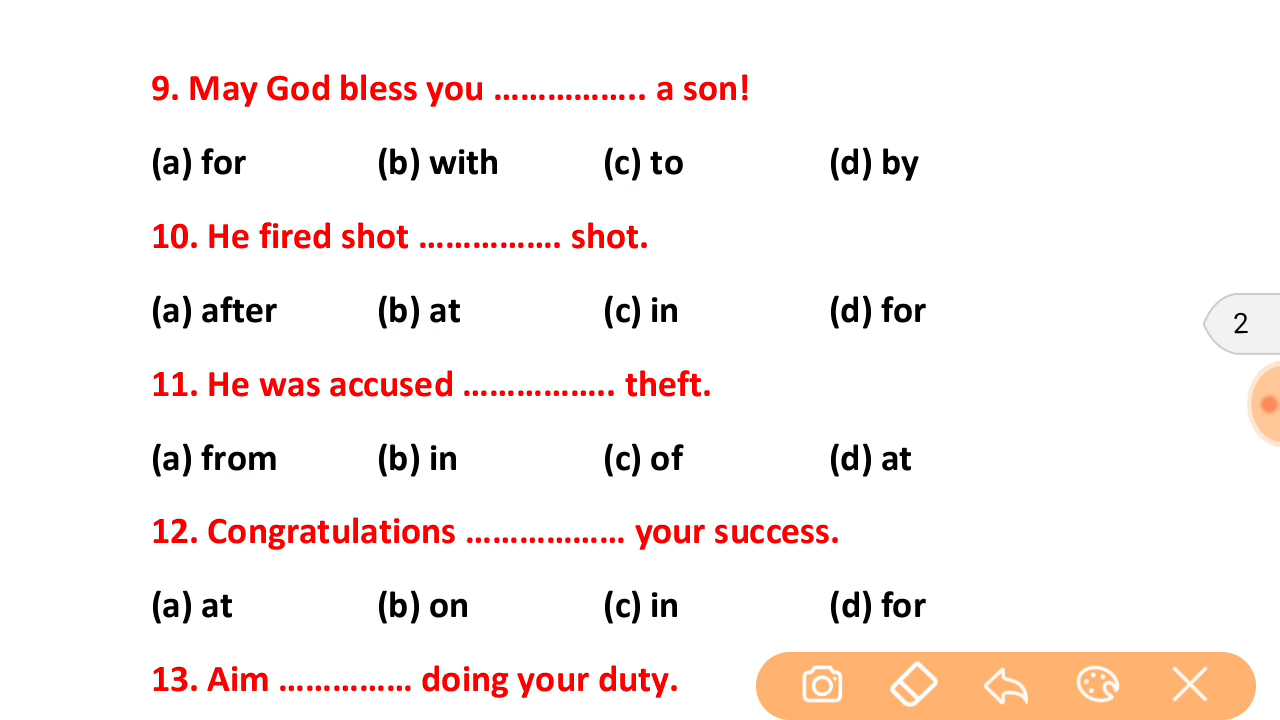 9. May God bless you …………….. a son!
(a) for (b) with (c) to (d) by
10. He fired shot ……………. shot.
(a) after (b) at (c) in (d) for
2
11. He was accused …………….. theft.
(a) from (b) in (c) of (d) at
12. Congratulations ……………… your success.
(a) at (b) on (c) in (d) for
13. Aim …………… doing your duty.